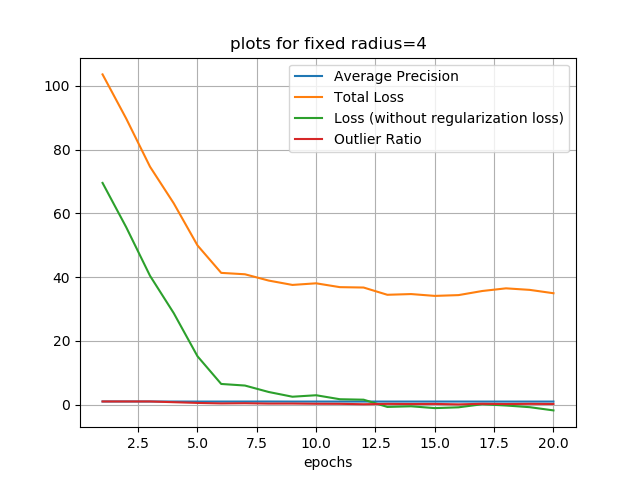 plots for fixed radius=4
Average Precision
Total Loss
Loss (without regularization loss)
Outlier Ratio
100
80
60
40
20
0
2.5 5.0 7.5 10.0 12.5 15.0 17.5 20.0
epochs